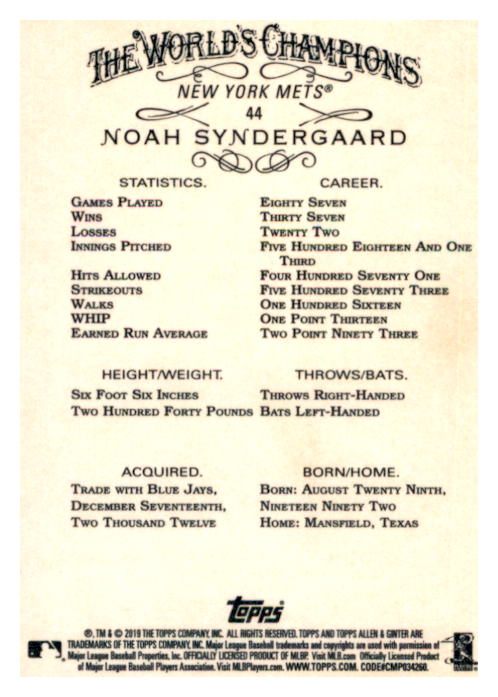 THE WORLD'S CHAMPIONS
NEW YORK METS®
44
NOAH SYNDERGAARD
STATISTICS. CAREER.
GAMES PLAYED EIGHTY SEVEN
WINS THIRTY SEVEN
LOSSES TWENTY TWO
INNINGS PITCHED FIVE HUNDRED EIGHTEEN AND ONE
THIRD
HITS ALLOWED FOUR HUNDRED SEVENTY ONE
STRIKEOUTS FIVE HUNDRED SEVENTY THREE
WALKS ONE HUNDRED SIXTEEN
WHIP ONE POINT THIRTEEN
EARNED RUN AVERAGE TWO POINT NINETY THREE
HEIGHT/WEIGHT. THROWS/BATS.
SIX FOOT SIX INCHES THROWS RIGHT-HANDED
TWO HUNDRED FORTY POUNDS BATS LEFT-HANDED
ACQUIRED. BORN/HOME.
TRADE WITH BLUE JAYS, BORN: AUGUST TWENTY NINTH,
DECEMBER SEVENTEENTH, NINETEEN NINETY TWO
TWO THOUSAND TWELVE HOME: MANSFIELD, TEXAS
topps
®, TM & © 2019 THE TOPPS COMPANY, INC. ALL RIGHTS RESERVED. TOPPS AND TOPPS ALLEN & GINTER ARE
TRADEMARKS OF THE TOPPS COMPANY, INC. Major League Baseball trademarks and copyrights are used with permission of
Major League Baseball Properties, Inc. OFFICIALLY LICENSED PRODUCT OF MLBP. Visit MLB.com Officially Licensed Product
of Major League Baseball Players Association. Visit MLBPlayers.com. WWW.TOPPS.COM. CODE#CMP034260.